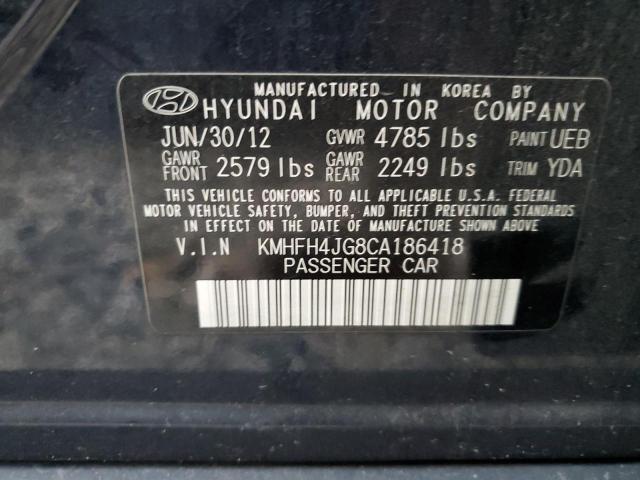 MANUFACTURED IN KOREA BY
HYUNDAI MOTOR COMPANY
JUN/30/12 GVWR 4785 lbs PAINT UEB
GAWR FRONT 2579 lbs GAWR REAR 2249 lbs TRIM YDA
THIS VEHICLE CONFORMS TO ALL APPLICABLE U.S.A. FEDERAL
MOTOR VEHICLE SAFETY, BUMPER, AND THEFT PREVENTION STANDARDS
IN EFFECT ON THE DATE OF MANUFACTURE SHOWN ABOVE.
V.I.N KMHFH4JG8CA186418
PASSENGER CAR